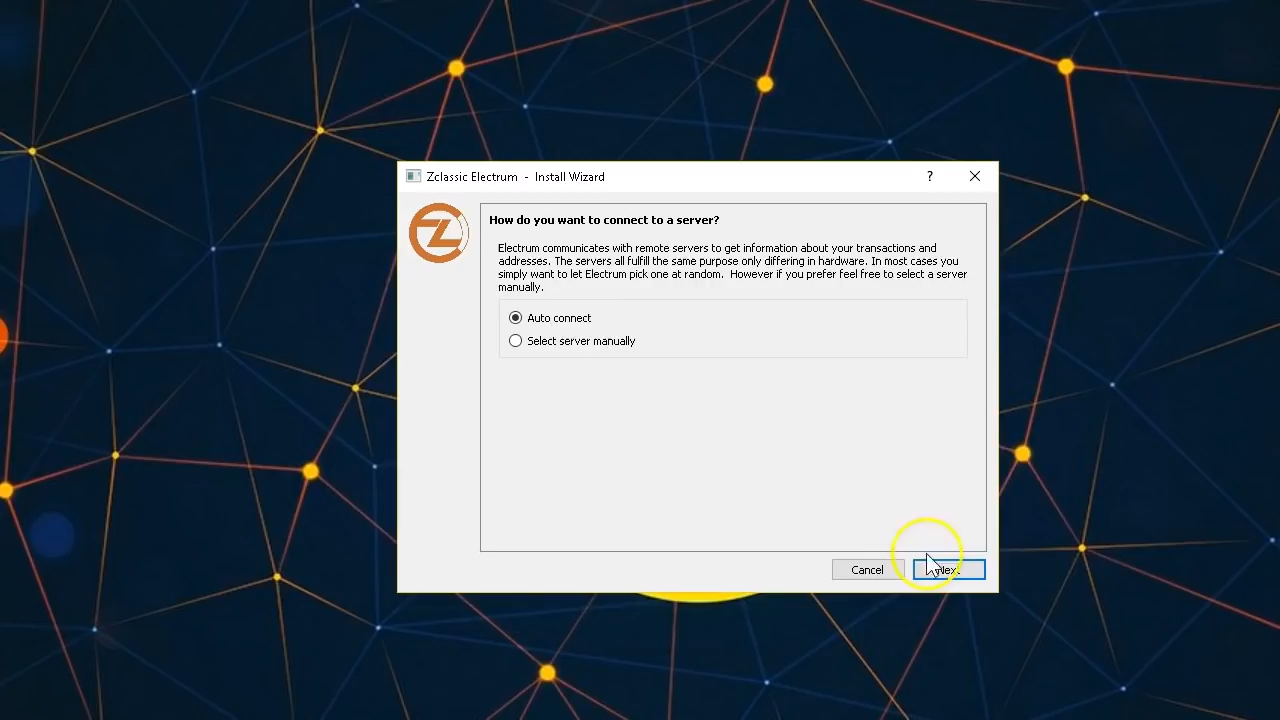 Zclassic Electrum - Install Wizard
?
How do you want to connect to a server?
Electrum communicates with remote servers to get information about your transactions and
addresses. The servers all fulfill the same purpose only differing in hardware. In most cases you
simply want to let Electrum pick one at random. However if you prefer feel free to select a server
manually.
Auto connect
Select server manually
Cancel
Next